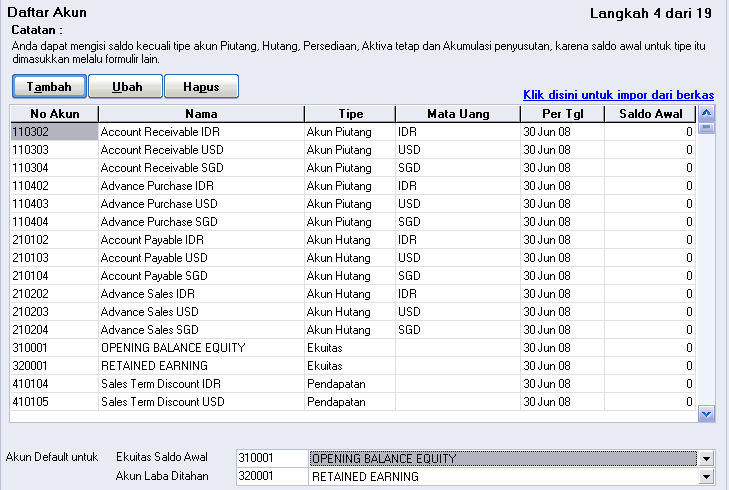 Daftar Akun Langkah 4 dari 19
Catatan :
Anda dapat mengisi saldo kecuali tipe akun Piutang, Hutang, Persediaan, Aktiva tetap dan Akumulasi penyusutan, karena saldo awal untuk tipe itu
dimasukkan melalu formulir lain.
Tambah Ubah Hapus
Klik disini untuk impor dari berkas
No Akun Nama Tipe Mata Uang Per Tgl Saldo Awal
110302 Account Receivable IDR Akun Piutang IDR 30 Jun 08 0
110303 Account Receivable USD Akun Piutang USD 30 Jun 08 0
110304 Account Receivable SGD Akun Piutang SGD 30 Jun 08 0
110402 Advance Purchase IDR Akun Piutang IDR 30 Jun 08 0
110403 Advance Purchase USD Akun Piutang USD 30 Jun 08 0
110404 Advance Purchase SGD Akun Piutang SGD 30 Jun 08 0
210102 Account Payable IDR Akun Hutang IDR 30 Jun 08 0
210103 Account Payable USD Akun Hutang USD 30 Jun 08 0
210104 Account Payable SGD Akun Hutang SGD 30 Jun 08 0
210202 Advance Sales IDR Akun Hutang IDR 30 Jun 08 0
210203 Advance Sales USD Akun Hutang USD 30 Jun 08 0
210204 Advance Sales SGD Akun Hutang SGD 30 Jun 08 0
310001 OPENING BALANCE EQUITY Ekuitas 30 Jun 08 0
320001 RETAINED EARNING Ekuitas 30 Jun 08 0
410104 Sales Term Discount IDR Pendapatan 30 Jun 08 0
410105 Sales Term Discount USD Pendapatan 30 Jun 08 0
Akun Default untuk Ekuitas Saldo Awal 310001 OPENING BALANCE EQUITY
Akun Laba Ditahan 320001 RETAINED EARNING